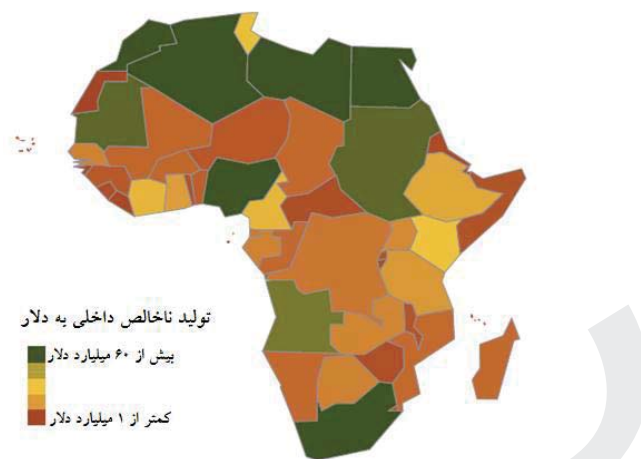 تولید ناخالص داخلی به دلار
بیش از ۶۰ میلیارد دلار
کمتر از ۱ میلیارد دلار